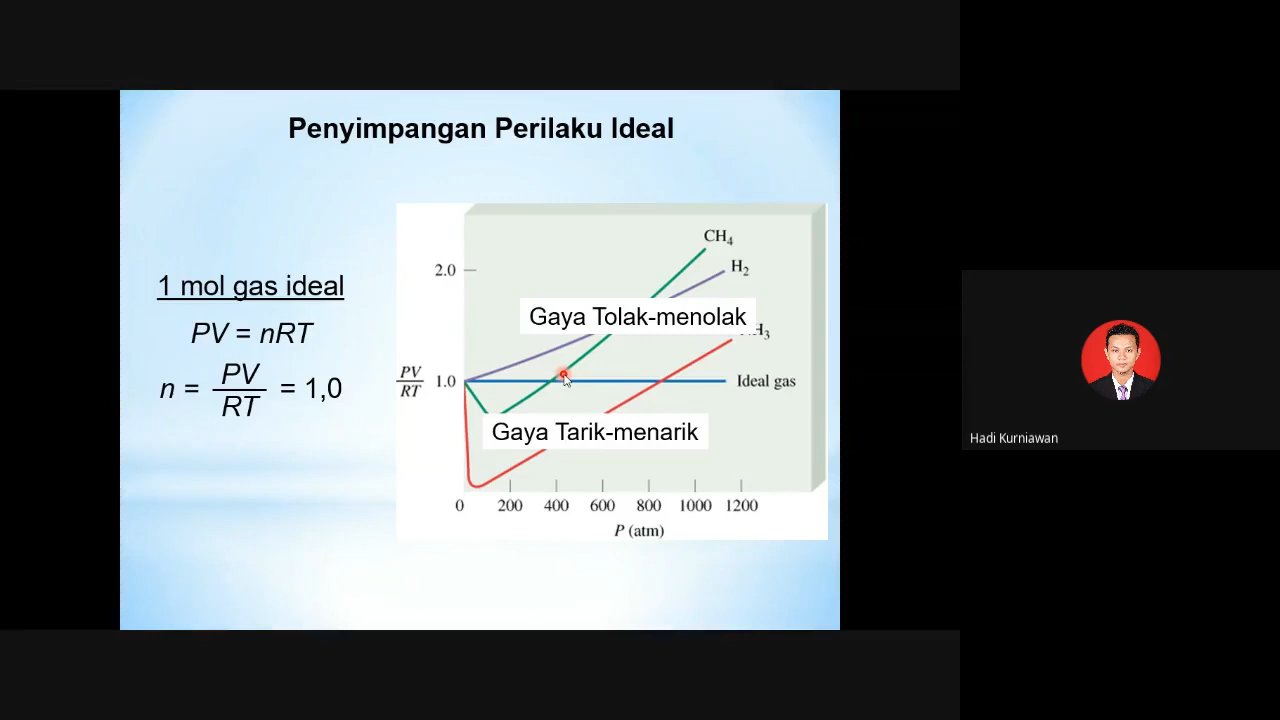 Penyimpangan Perilaku Ideal
1 mol gas ideal
PV = nRT
n = PV/RT = 1,0
CH₄
2.0
H₂
Gaya Tolak-menolak
H₃
PV/RT
1.0
Ideal gas
Gaya Tarik-menarik
0 200 400 600 800 1000 1200
P (atm)
Hadi Kurniawan